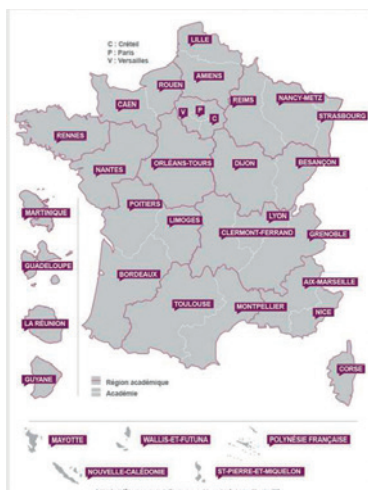 C : Créteil
P : Paris
V : Versailles
LILLE
AMIENS
ROUEN
CAEN
REIMS
NANCY-METZ
STRASBOURG
V
P
C
RENNES
NANTES
ORLÉANS-TOURS
DIJON
BESANÇON
POITIERS
LIMOGES
LYON
CLERMONT-FERRAND
GRENOBLE
MARTINIQUE
GUADELOUPE
LA RÉUNION
GUYANE
BORDEAUX
TOULOUSE
MONTPELLIER
AIX-MARSEILLE
NICE
CORSE
Région académique
Académie
MAYOTTE
WALLIS-ET-FUTUNA
POLYNÉSIE FRANÇAISE
NOUVELLE-CALÉDONIE
ST-PIERRE-ET-MIQUELON